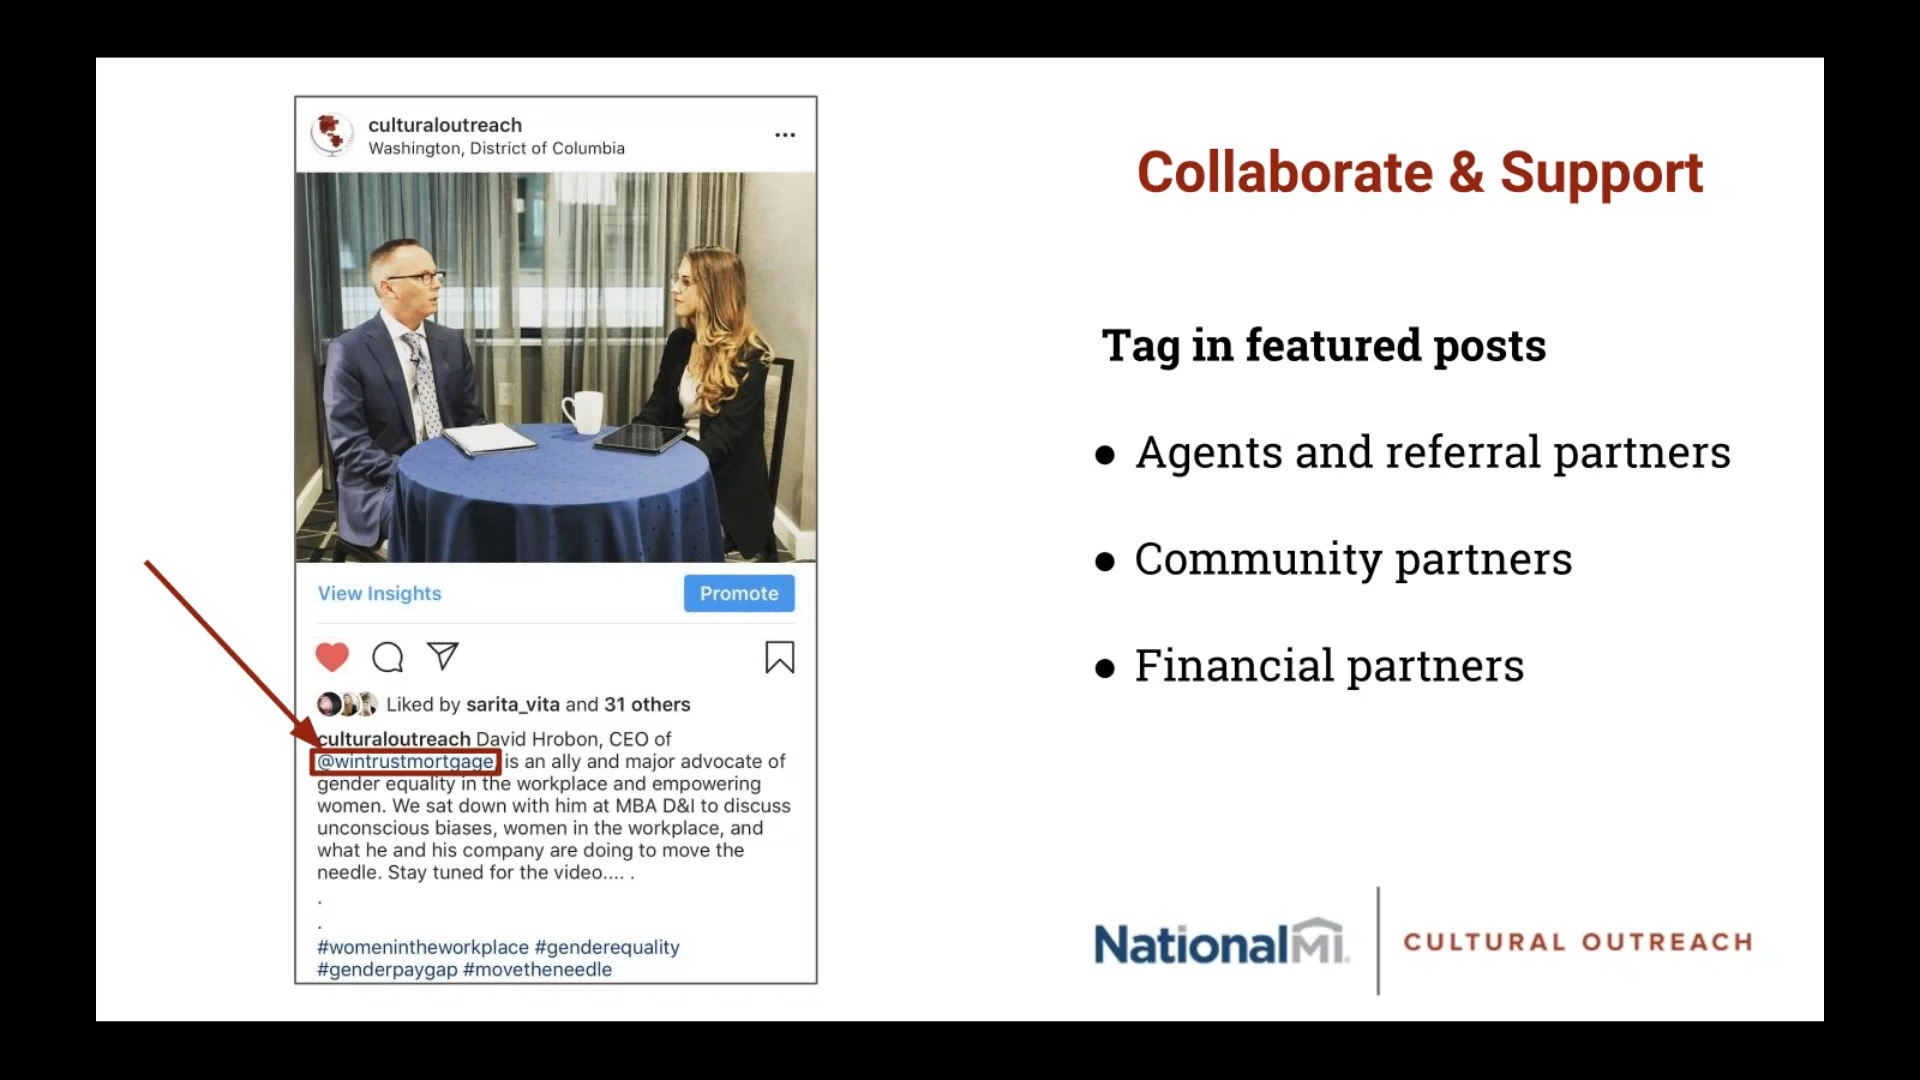 culturaloutreach
Washington, District of Columbia
View Insights
Promote
Liked by sarita_vita and 31 others
culturaloutreach David Hrobon, CEO of
@wintrustmortgage, is an ally and major advocate of
gender equality in the workplace and empowering
women. We sat down with him at MBA D&I to discuss
unconscious biases, women in the workplace, and
what he and his company are doing to move the
needle. Stay tuned for the video.... .
.
.
#womenintheworkplace #genderequality
#genderpaygap #movetheneedle
Collaborate & Support
Tag in featured posts
● Agents and referral partners
● Community partners
● Financial partners
NationalMI.
CULTURAL OUTREACH